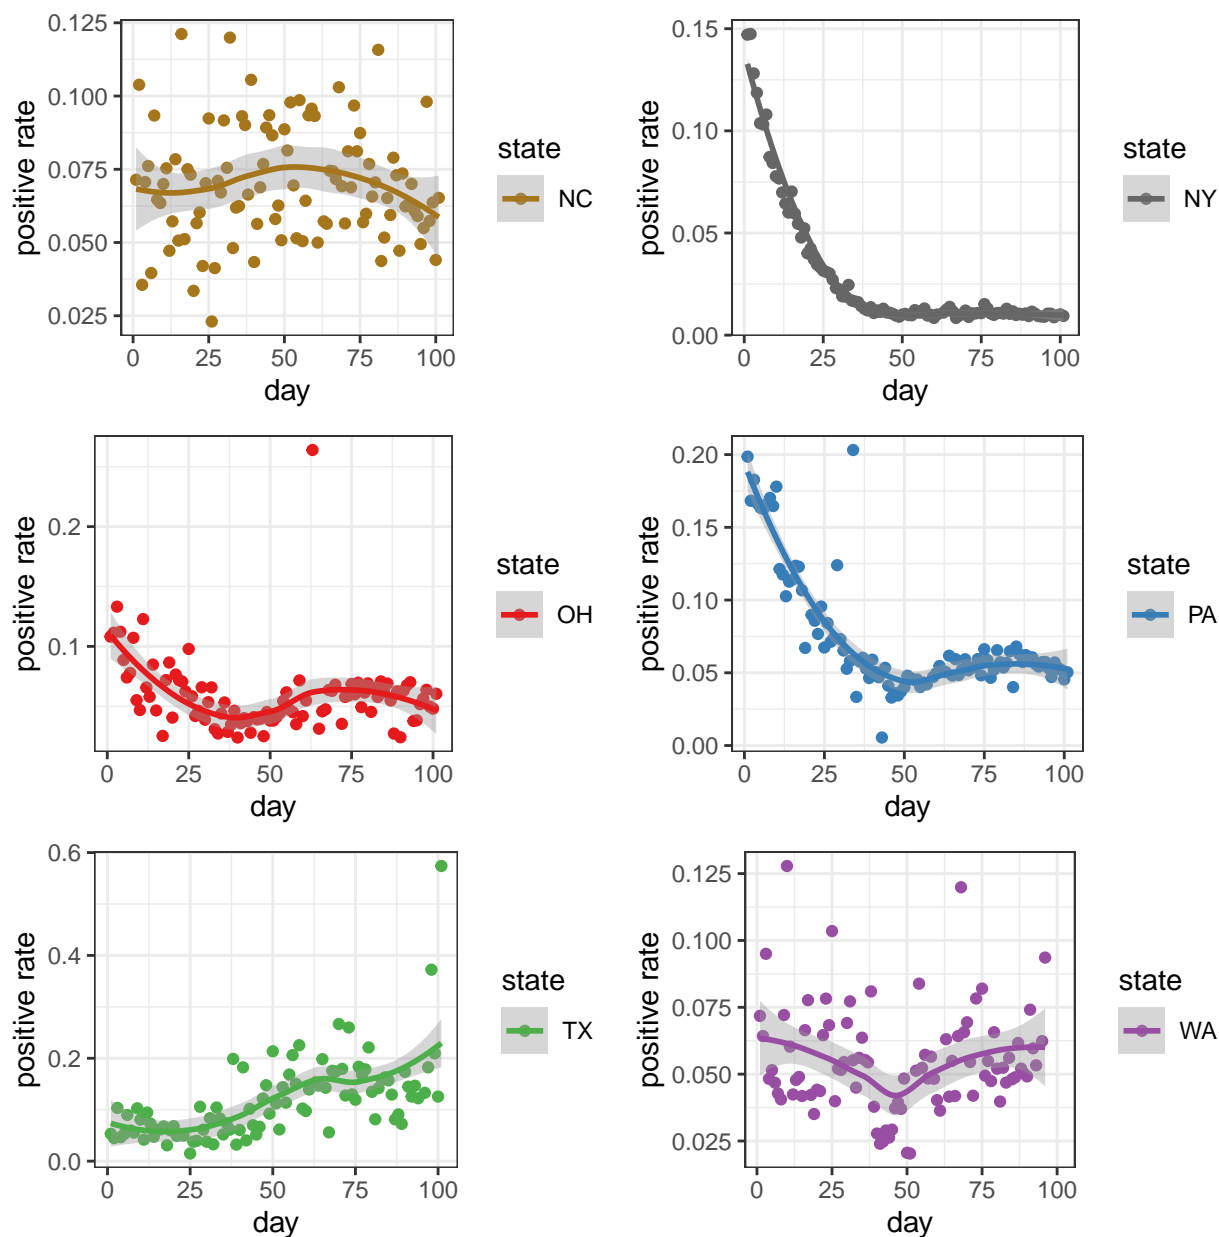 positive rate
0.125
0.100
0.075
0.050
0.025
0 25 50 75 100
day
state
NC
positive rate
0.15
0.10
0.05
0.00
0 25 50 75 100
day
state
NY
positive rate
0.2
0.1
0 25 50 75 100
day
state
OH
positive rate
0.20
0.15
0.10
0.05
0.00
0 25 50 75 100
day
state
PA
positive rate
0.6
0.4
0.2
0.0
0 25 50 75 100
day
state
TX
positive rate
0.125
0.100
0.075
0.050
0.025
0 25 50 75 100
day
state
WA